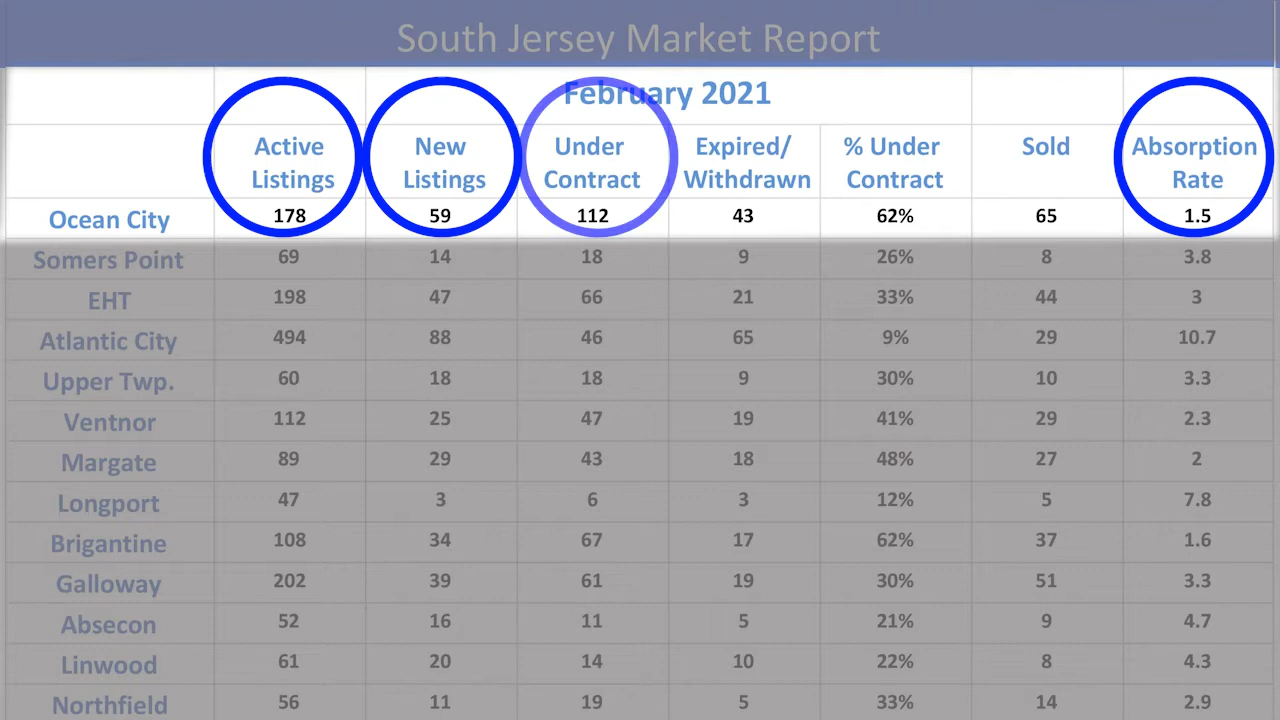 South Jersey Market Report
February 2021
Active Listings New Listings Under Contract Expired/ Withdrawn % Under Contract Sold Absorption Rate
Ocean City 178 59 112 43 62% 65 1.5
Somers Point 69 14 18 9 26% 8 3.8
EHT 198 47 66 21 33% 44 3
Atlantic City 494 88 46 65 9% 29 10.7
Upper Twp. 60 18 18 9 30% 10 3.3
Ventnor 112 25 47 19 41% 29 2.3
Margate 89 29 43 18 48% 27 2
Longport 47 3 6 3 12% 5 7.8
Brigantine 108 34 67 17 62% 37 1.6
Galloway 202 39 61 19 30% 51 3.3
Absecon 52 16 11 5 21% 9 4.7
Linwood 61 20 14 10 22% 8 4.3
Northfield 56 11 19 5 33% 14 2.9